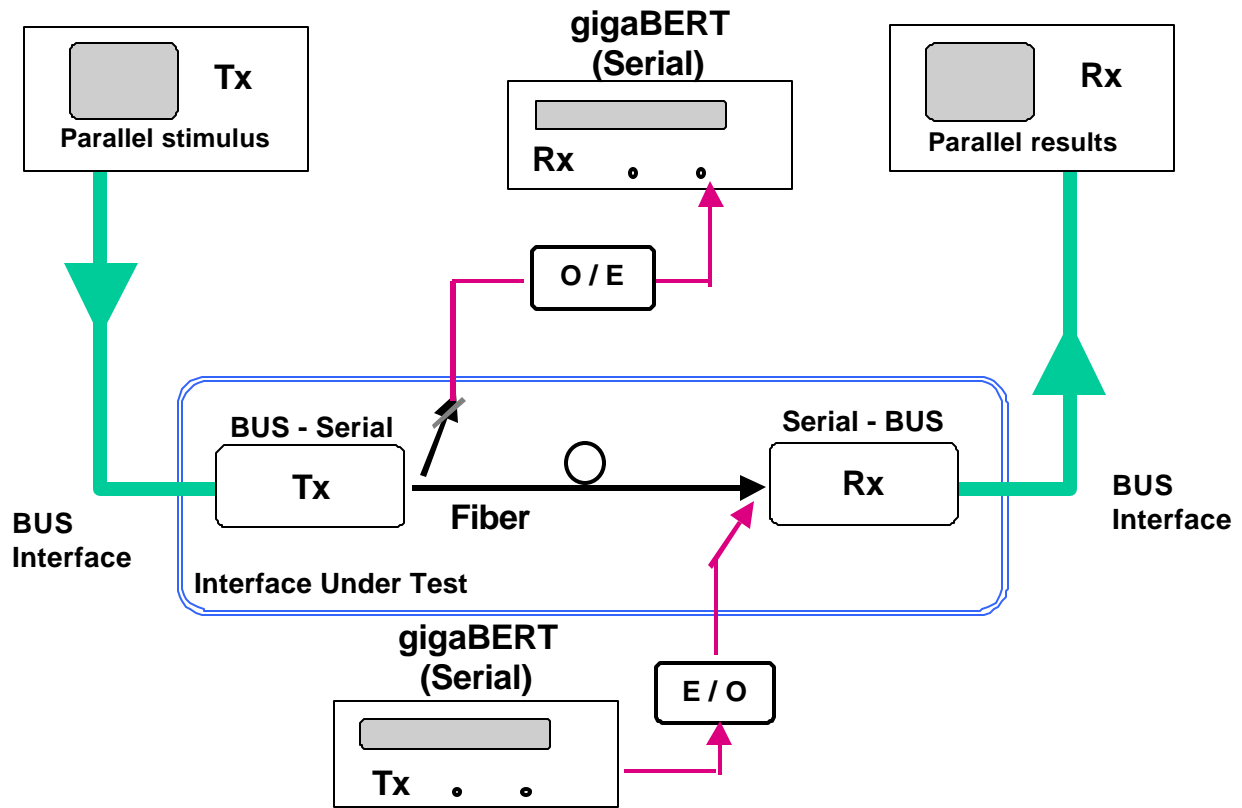 Tx
Parallel stimulus
gigaBERT
(Serial)
Rx
Rx
Parallel results
O / E
BUS - Serial
Tx
Fiber
Serial - BUS
Rx
BUS
Interface
BUS
Interface
Interface Under Test
gigaBERT
(Serial)
Tx
E / O